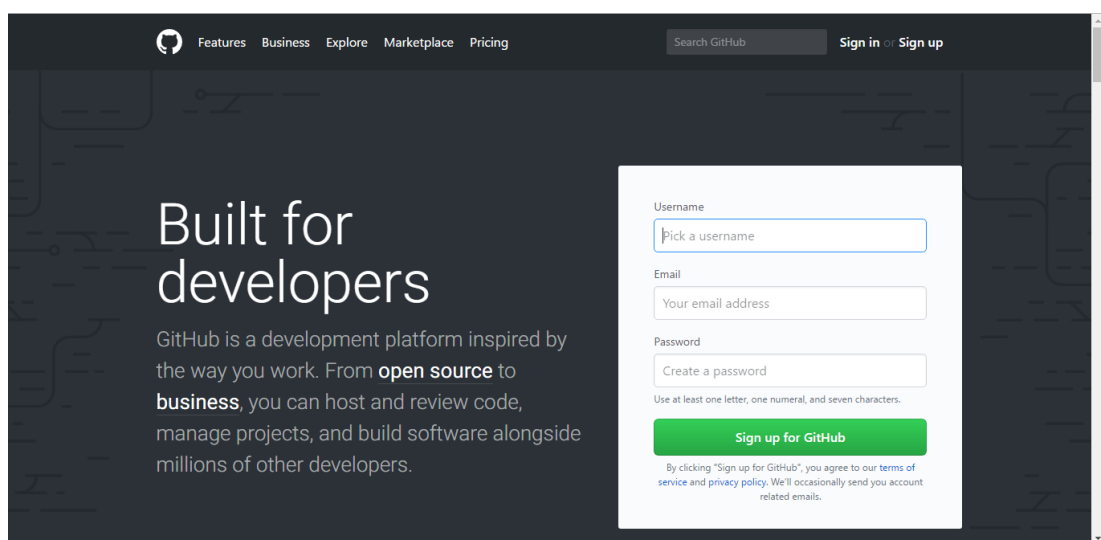 Features Business Explore Marketplace Pricing Search GitHub Sign in or Sign up
Built for
developers
GitHub is a development platform inspired by
the way you work. From open source to
business, you can host and review code,
manage projects, and build software alongside
millions of other developers.
Username
Pick a username
Email
Your email address
Password
Create a password
Use at least one letter, one numeral, and seven characters.
Sign up for GitHub
By clicking "Sign up for GitHub", you agree to our terms of
service and privacy policy. We'll occasionally send you account
related emails.